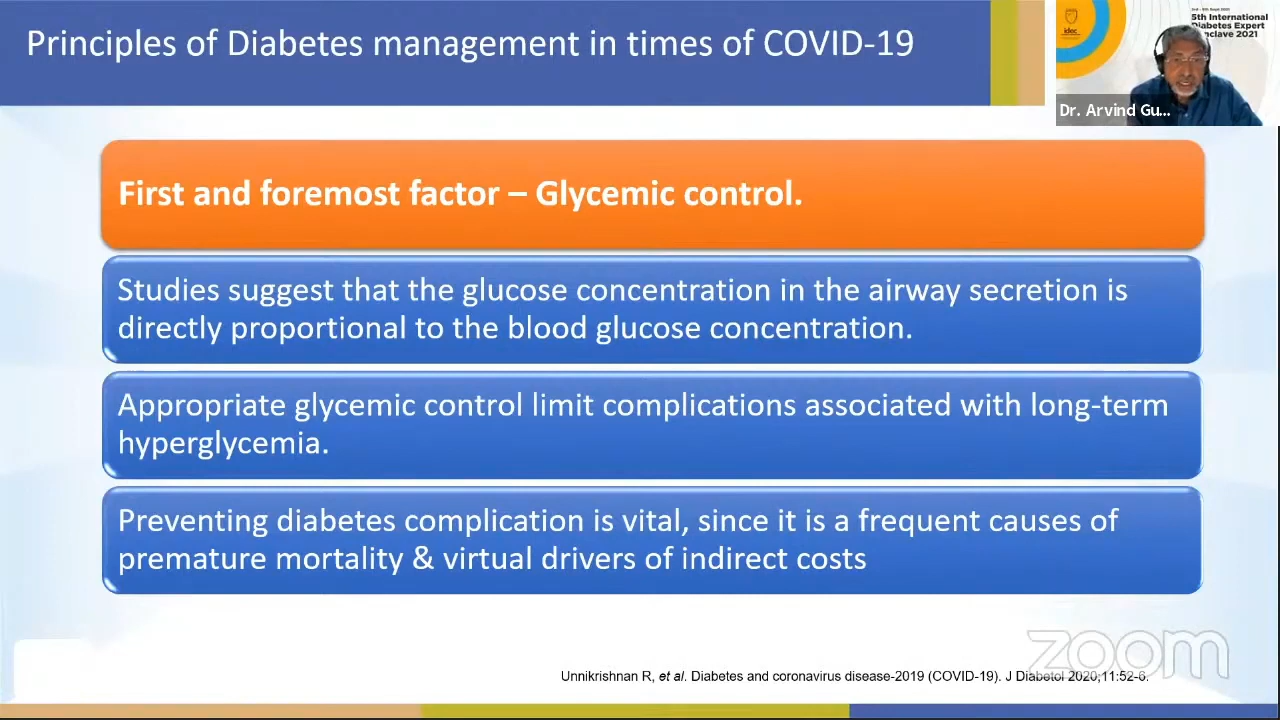 Principles of Diabetes management in times of COVID-19
idec
5th International
Diabetes Expert
nclave 2021
Dr. Arvind Gu...
First and foremost factor – Glycemic control.
Studies suggest that the glucose concentration in the airway secretion is
directly proportional to the blood glucose concentration.
Appropriate glycemic control limit complications associated with long-term
hyperglycemia.
Preventing diabetes complication is vital, since it is a frequent causes of
premature mortality & virtual drivers of indirect costs
zoom
Unnikrishnan R, et al. Diabetes and coronavirus disease-2019 (COVID-19). J Diabetol 2020;11:52-6.